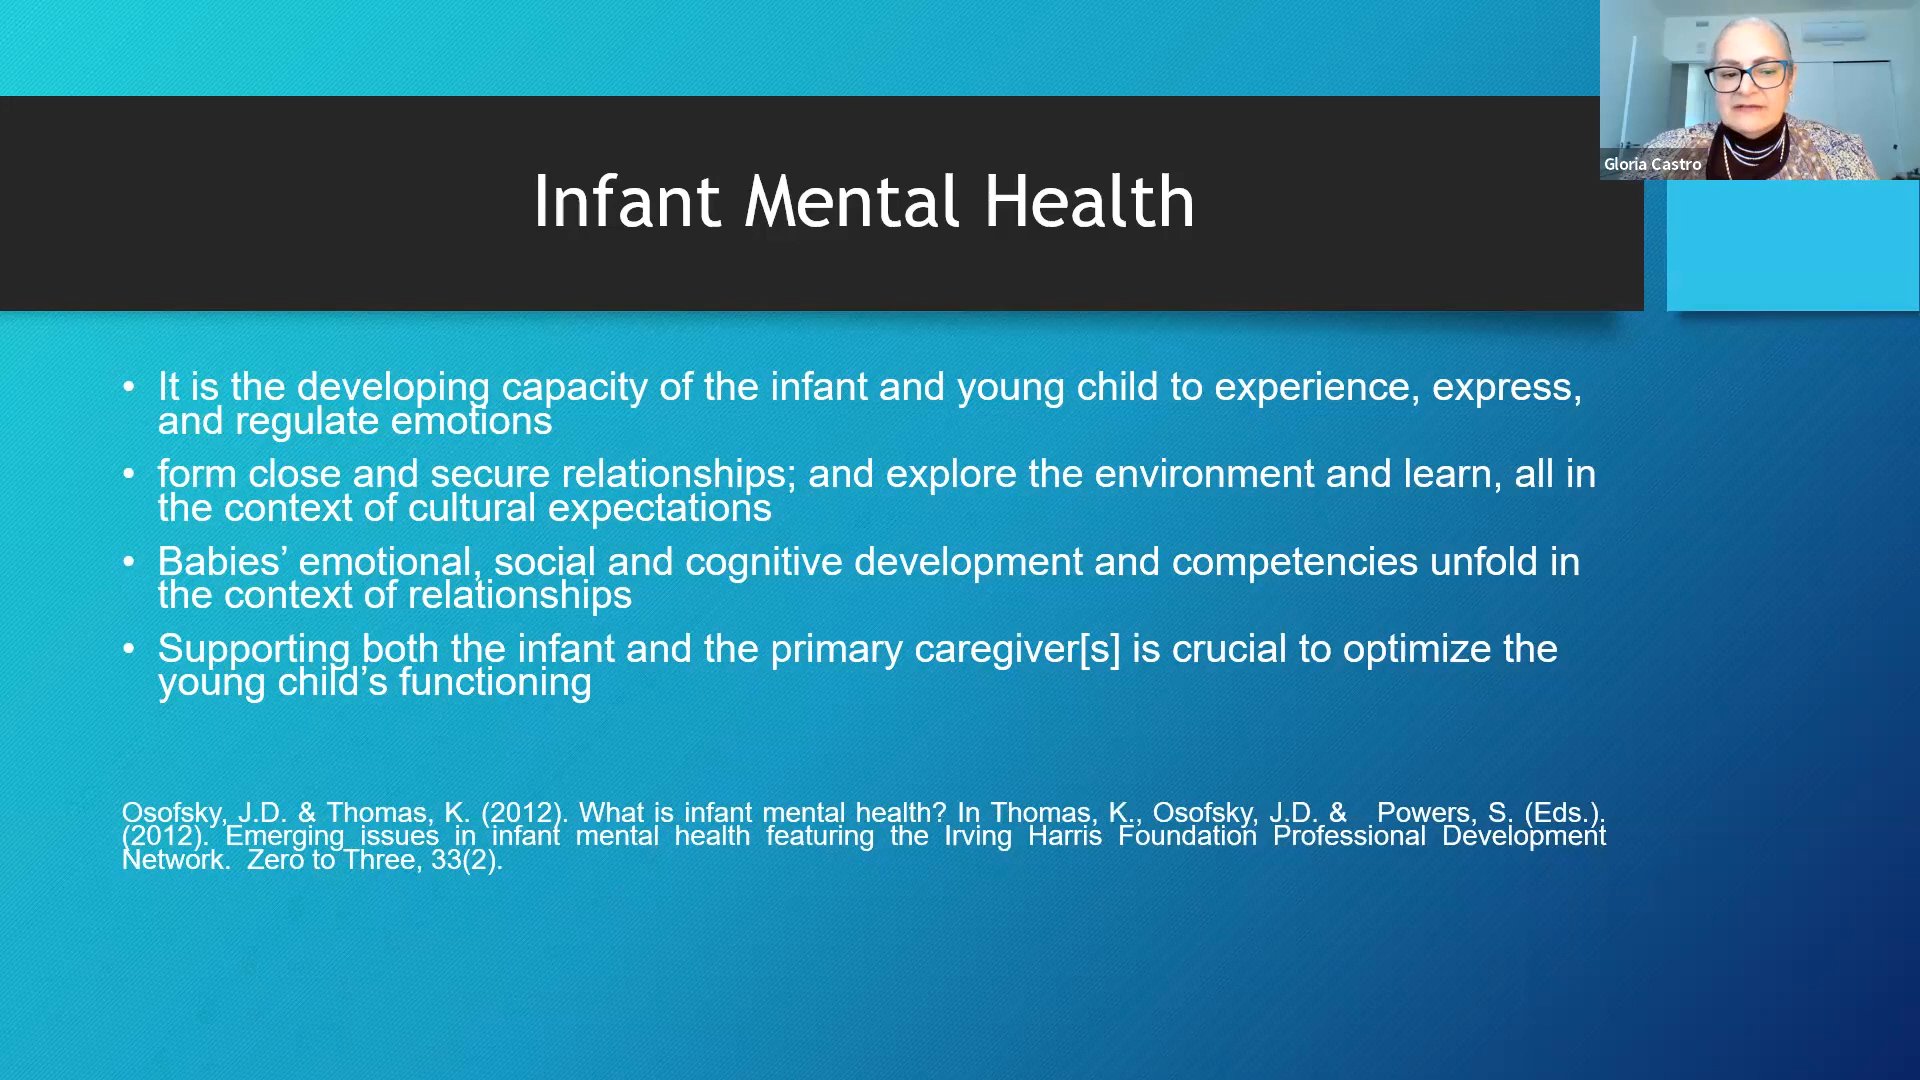 Gloria Castro
Infant Mental Health
• It is the developing capacity of the infant and young child to experience, express,
and regulate emotions
• form close and secure relationships; and explore the environment and learn, all in
the context of cultural expectations
• Babies’ emotional, social and cognitive development and competencies unfold in
the context of relationships
• Supporting both the infant and the primary caregiver[s] is crucial to optimize the
young child’s functioning
Osofsky, J.D. & Thomas, K. (2012). What is infant mental health? In Thomas, K., Osofsky, J.D. & Powers, S. (Eds.).
(2012). Emerging issues in infant mental health featuring the Irving Harris Foundation Professional Development
Network. Zero to Three, 33(2).